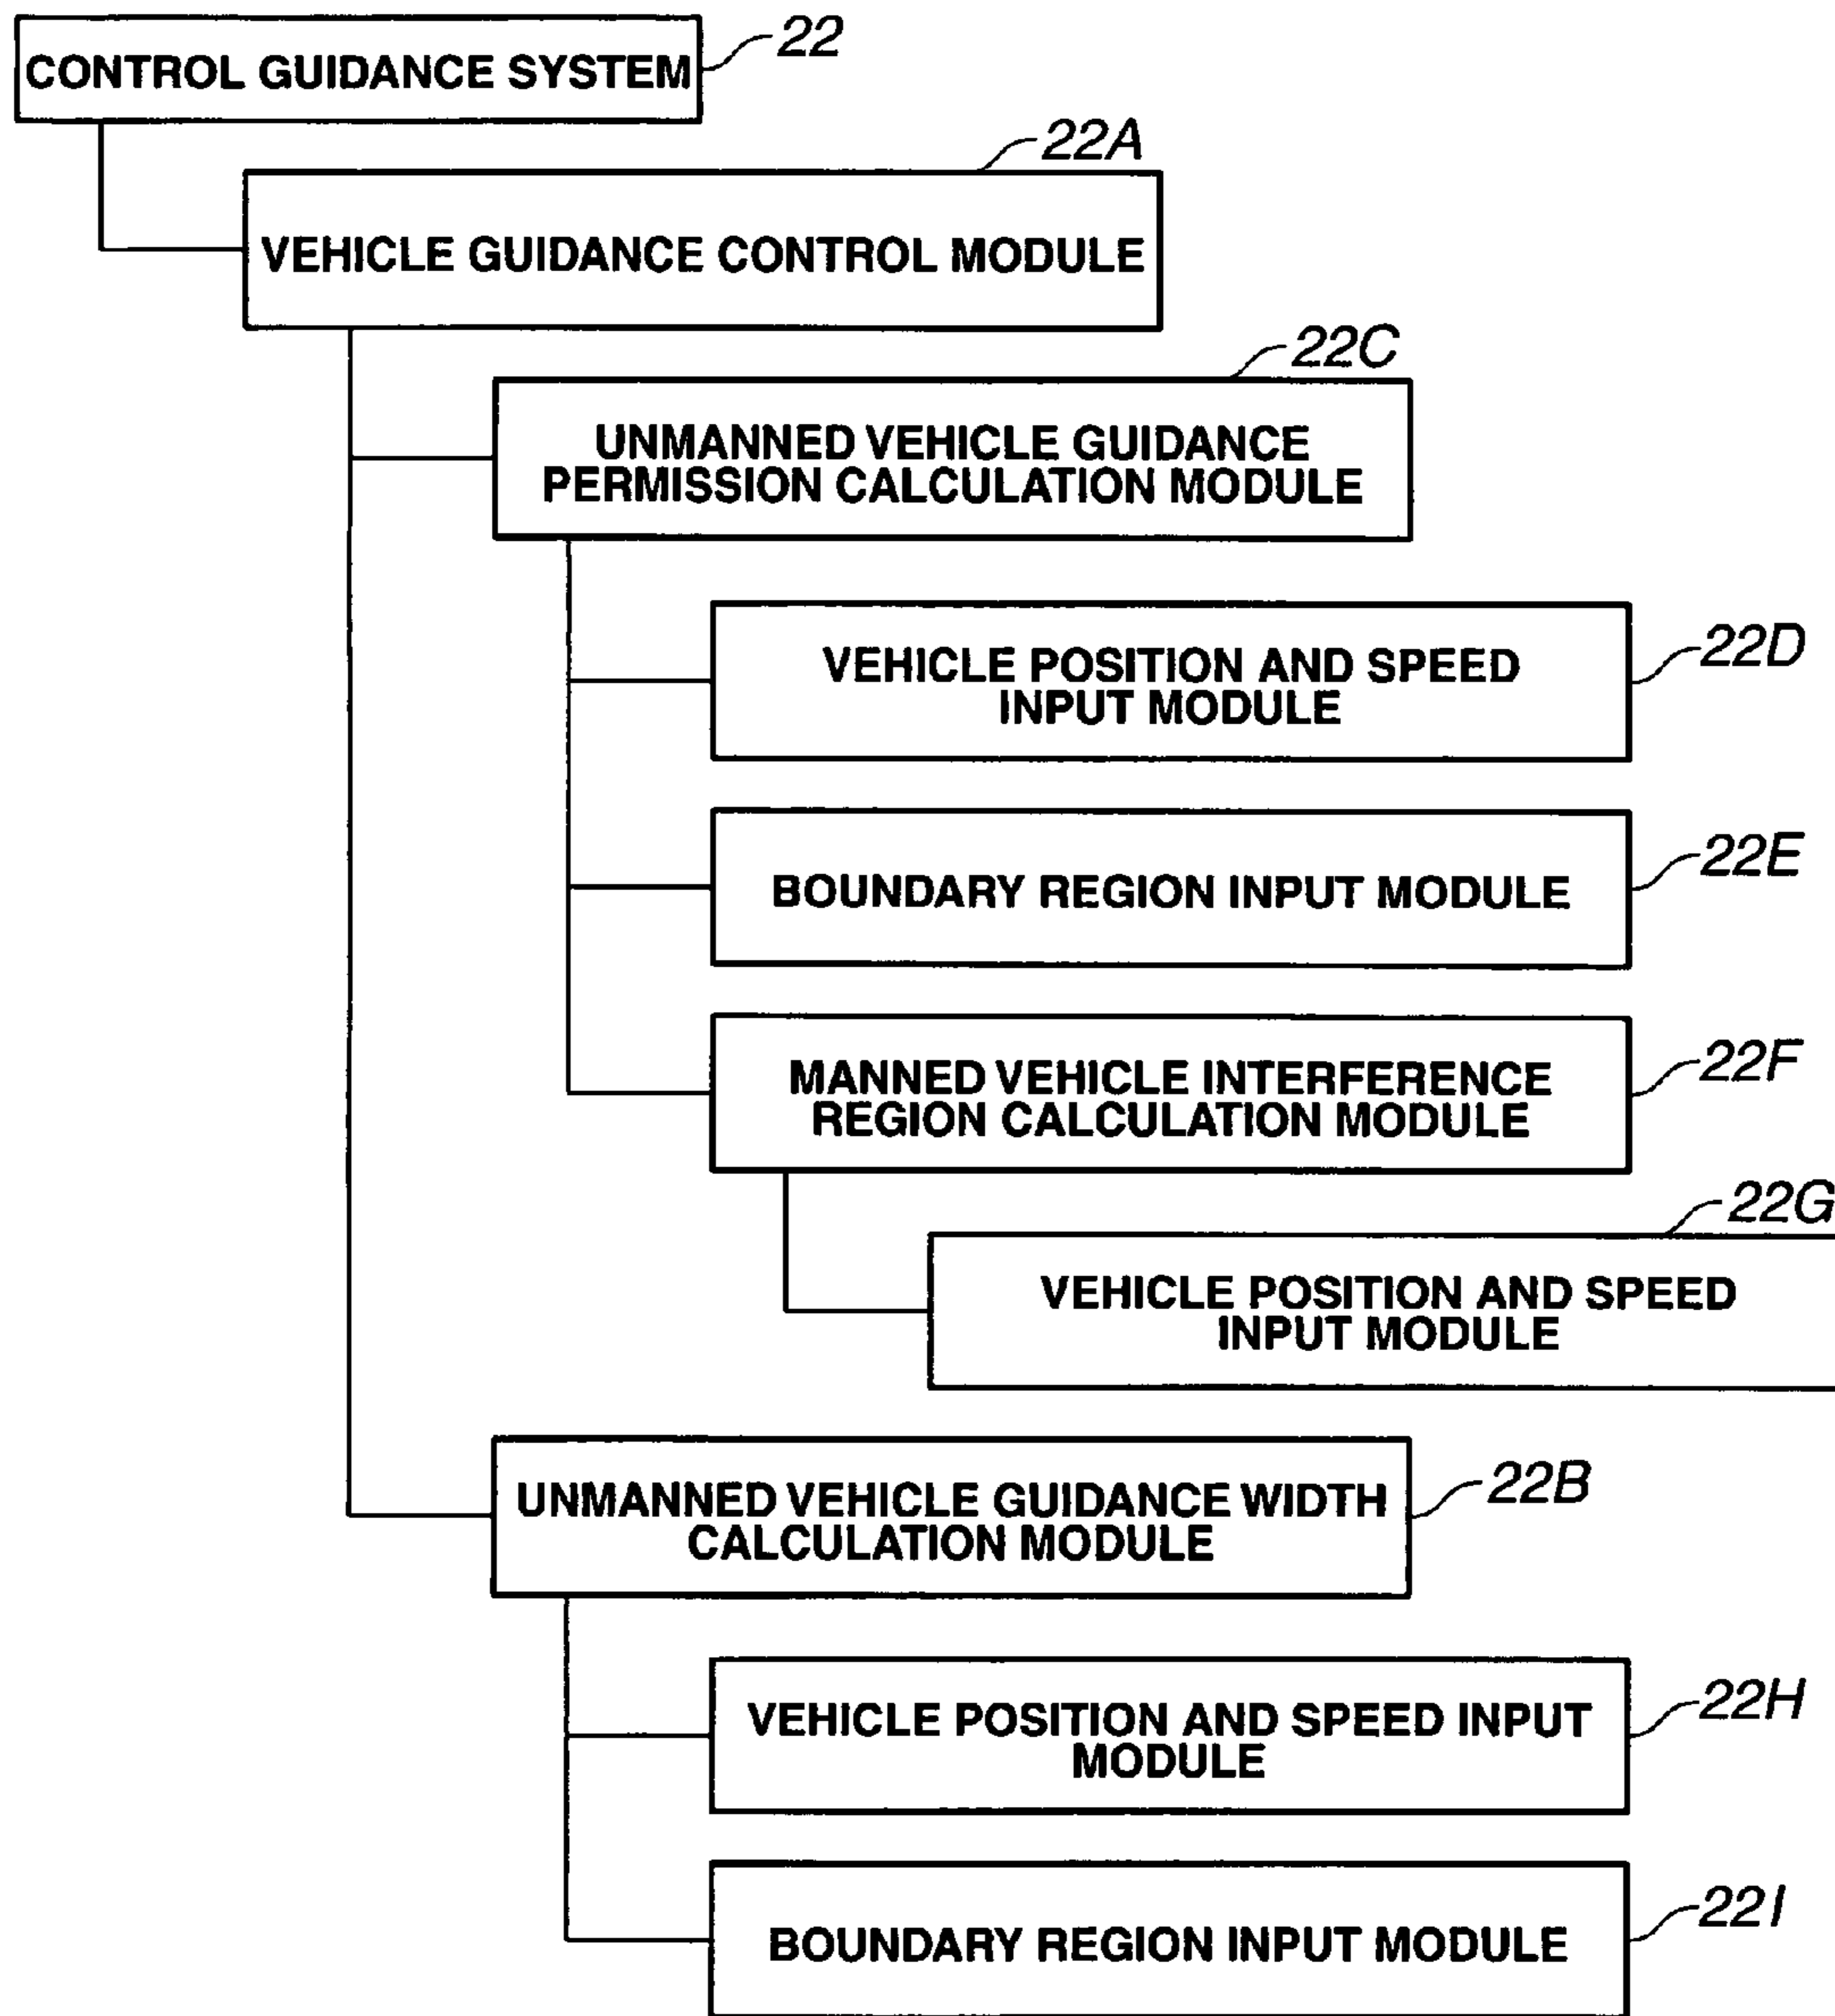 CONTROL GUIDANCE SYSTEM
22
22A
VEHICLE GUIDANCE CONTROL MODULE
22C
UNMANNED VEHICLE GUIDANCE
PERMISSION CALCULATION MODULE
VEHICLE POSITION AND SPEED
INPUT MODULE
22D
BOUNDARY REGION INPUT MODULE
22E
MANNED VEHICLE INTERFERENCE
REGION CALCULATION MODULE
22F
22G
VEHICLE POSITION AND SPEED
INPUT MODULE
UNMANNED VEHICLE GUIDANCE WIDTH
CALCULATION MODULE
22B
VEHICLE POSITION AND SPEED INPUT
MODULE
22H
BOUNDARY REGION INPUT MODULE
22I